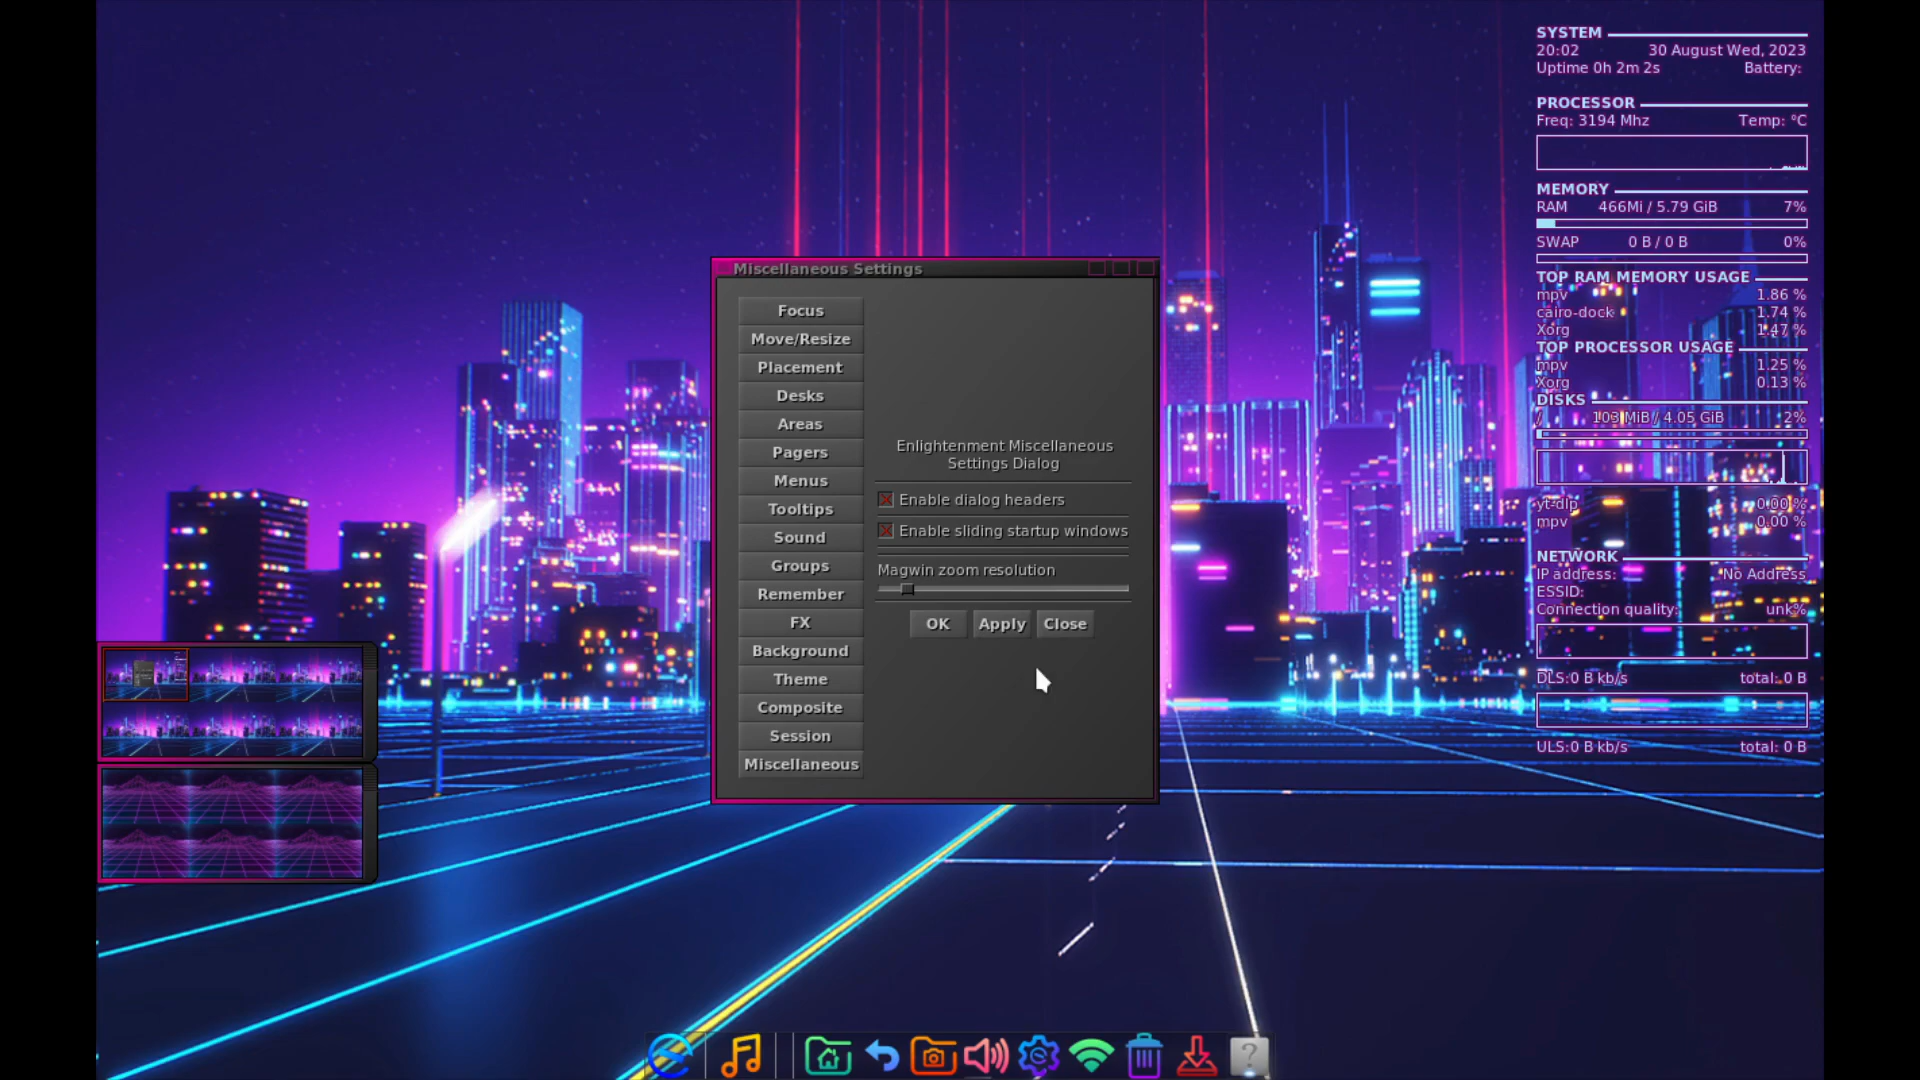 Miscellaneous Settings
Focus
Move/Resize
Placement
Desks
Areas
Pagers
Menus
Tooltips
Sound
Groups
Remember
FX
Background
Theme
Composite
Session
Miscellaneous
Enlightenment Miscellaneous
Settings Dialog
Enable dialog headers
Enable sliding startup windows
Magwin zoom resolution
OK Apply Close
SYSTEM
20:02 30 August Wed, 2023
Uptime 0h 2m 2s Battery:
PROCESSOR
Freq: 3194 Mhz Temp: °C
MEMORY
RAM 466Mi / 5.79 GiB 7%
SWAP 0 B / 0 B 0%
TOP RAM MEMORY USAGE
mpv 1.86 %
cairo-dock 1.74 %
Xorg 1.47 %
TOP PROCESSOR USAGE
mpv 1.25 %
Xorg 0.13 %
DISKS
/ 103 MiB / 4.05 GiB 2%
yt-dlp 0.00 %
mpv 0.00 %
NETWORK
IP address: No Address
ESSID:
Connection quality: unk%
DLS:0 B kb/s total: 0 B
ULS:0 B kb/s total: 0 B
?